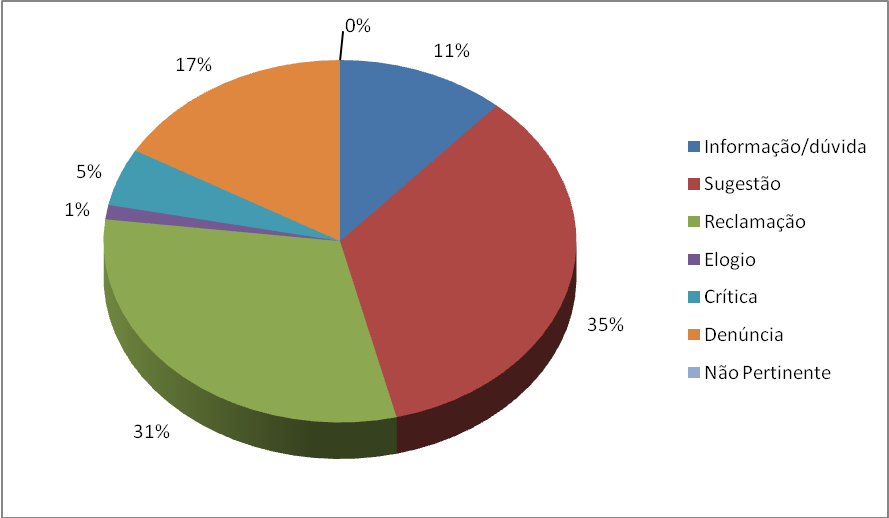 0%
11%
17%
5%
1%
35%
31%
Informação/dúvida
Sugestão
Reclamação
Elogio
Crítica
Denúncia
Não Pertinente